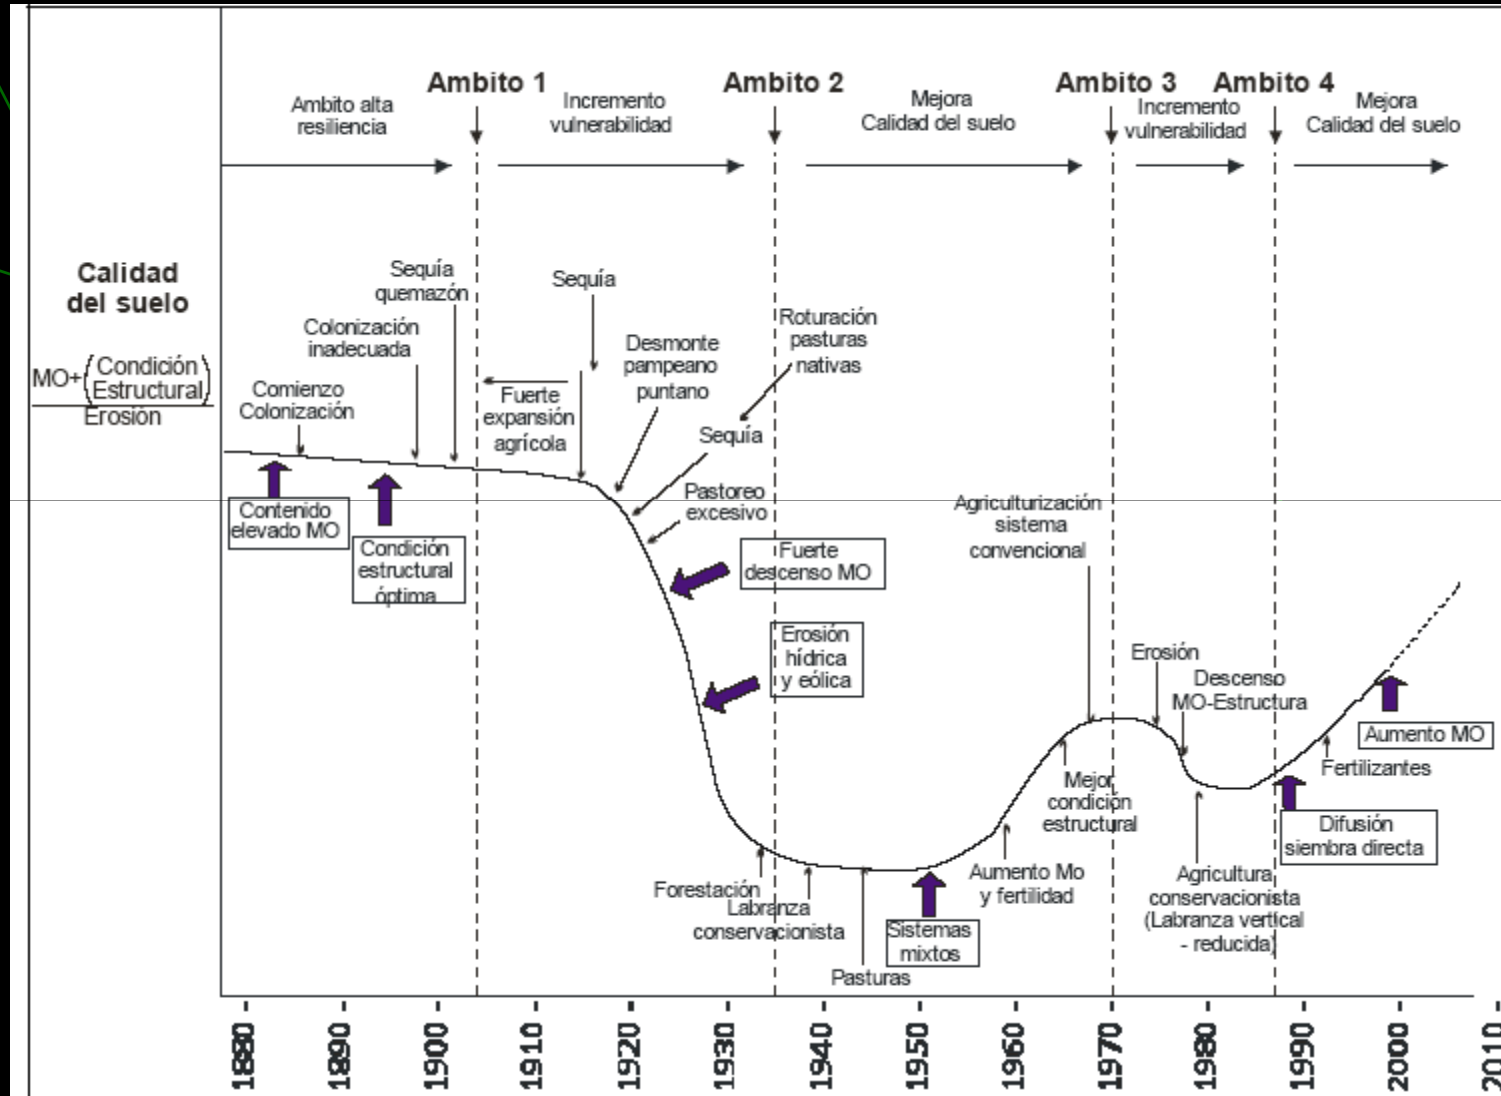 Ambito 1
Ambito 2
Ambito 3
Ambito 4
Ambito alta
resiliencia
Incremento
vulnerabilidad
Mejora
Calidad del suelo
Incremento
vulnerabilidad
Mejora
Calidad del suelo
Calidad
del suelo
MO+(Condición
Estructural)
Erosión
Comienzo
Colonización
Colonización
inadecuada
Sequía
quemazón
Fuerte
expansión
agrícola
Sequía
Desmonte
pampeano
puntano
Roturación
pasturas
nativas
Sequía
Pastoreo
excesivo
Contenido
elevado MO
Condición
estructural
óptima
Fuerte
descenso MO
Erosión
hídrica
y eólica
Agriculturización
sistema
convencional
Erosión
Descenso
MO-Estructura
Aumento MO
Fertilizantes
Mejor
condición
estructural
Difusión
siembra directa
Forestación
Labranza
conservacionista
Pasturas
Sistemas
mixtos
Aumento Mo
y fertilidad
Agricultura
conservacionista
(Labranza vertical
- reducida)
1880
1890
1900
1910
1920
1930
1940
1950
1960
1970
1980
1990
2000
2010